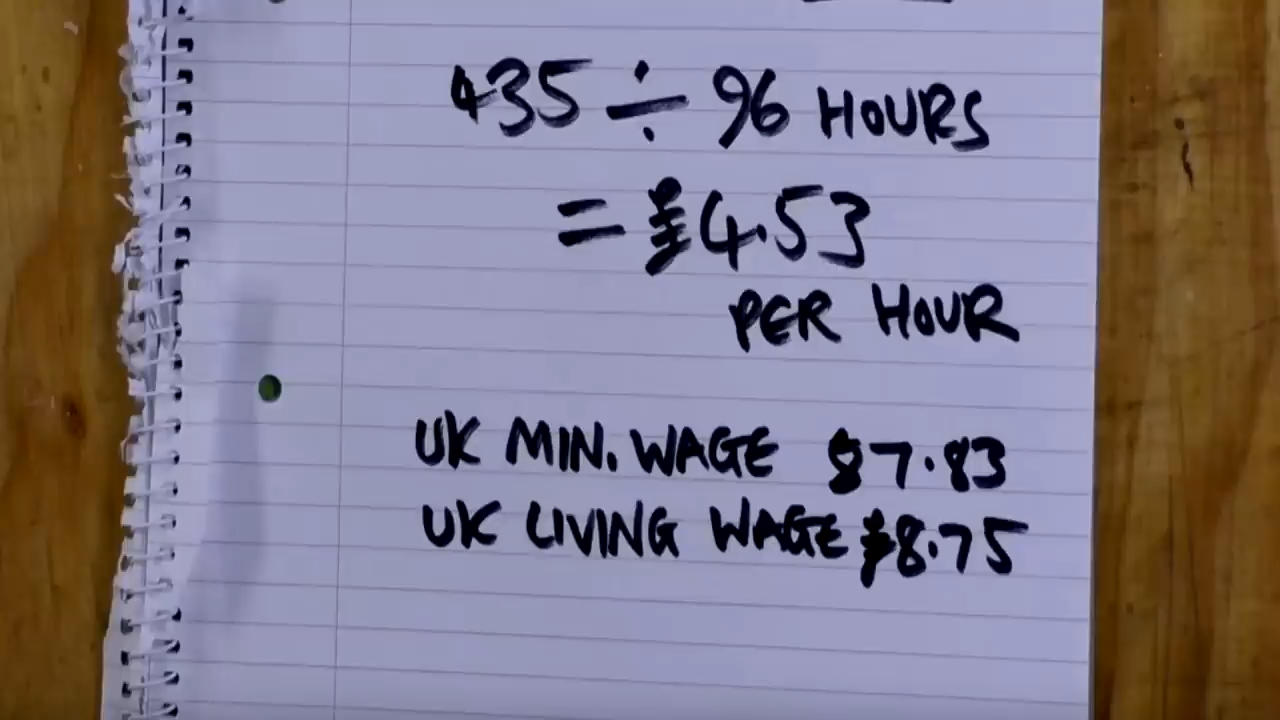 435 ÷ 96 HOURS
= £4.53
PER HOUR
UK MIN. WAGE £7.83
UK LIVING WAGE £8.75